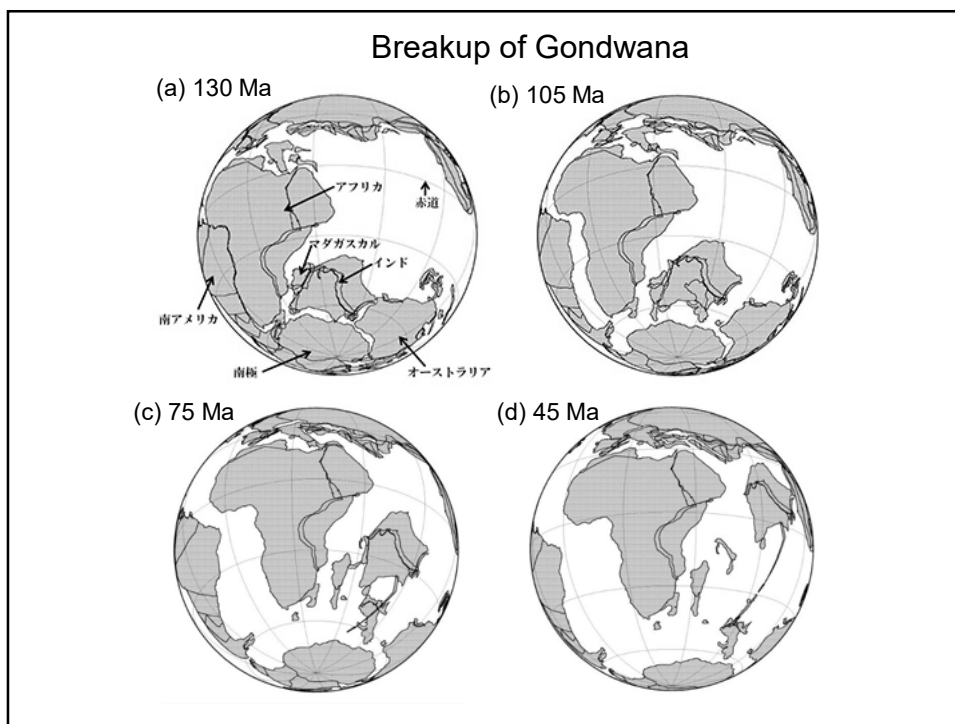 Breakup of Gondwana
(a) 130 Ma
(b) 105 Ma
アフリカ
赤道
マダガスカル
インド
南アメリカ
南極
オーストラリア
(c) 75 Ma
(d) 45 Ma